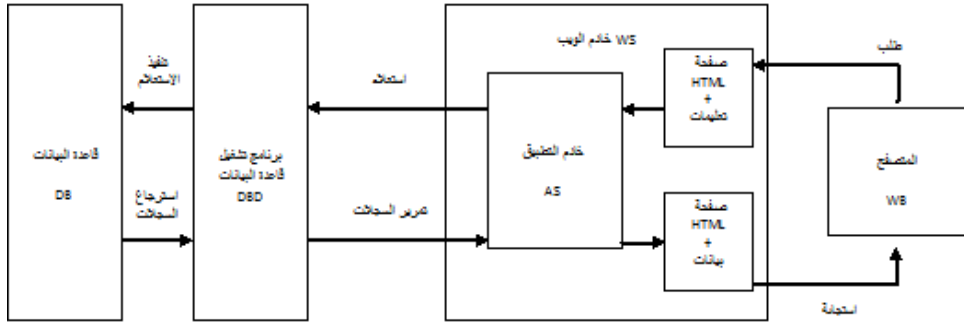 WS خادم الويب
طلب
صفحة
HTML
+
تعليمات
تنفيذ
الإستعلام
استعلام
خادم التطبيق
AS
المتصفح
WB
قاعدة البيانات
DB
برنامج تشغيل
قاعدة البيانات
DBD
استرجاع
السجلات
تمرير السجلات
صفحة
HTML
+
بيانات
استجابة